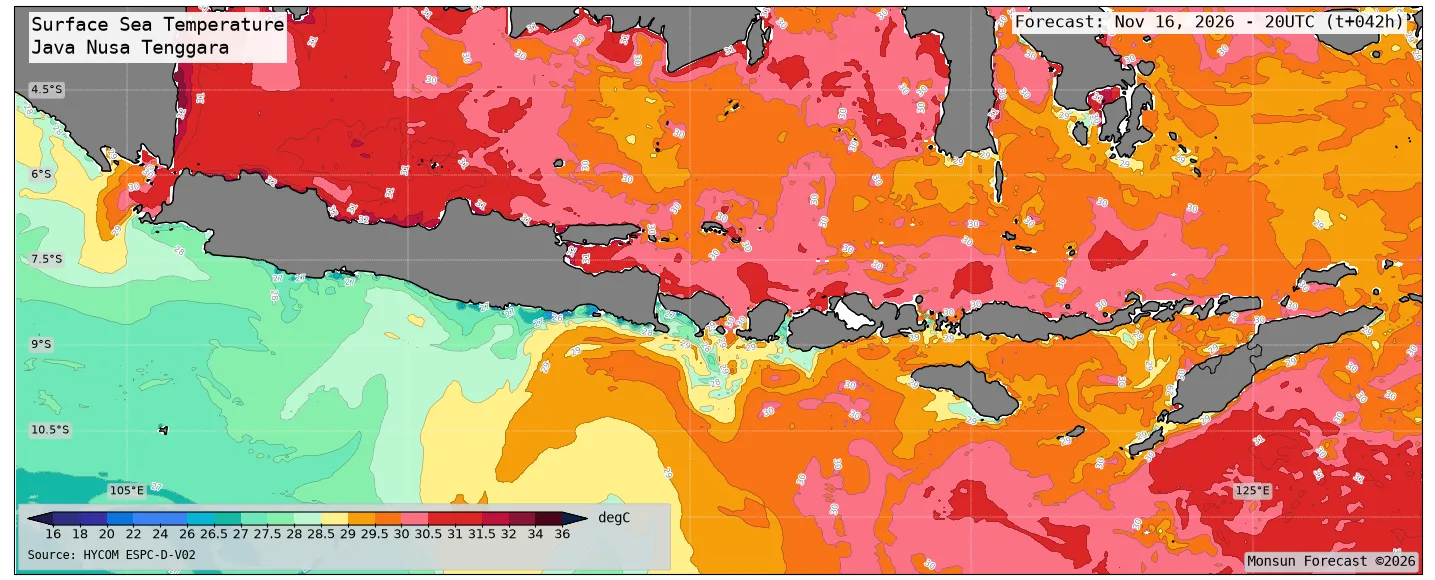 Surface Sea Temperature
Java Nusa Tenggara
Forecast: Nov 16, 2026 - 20UTC (t+042h)
4.5°S
6°S
7.5°S
9°S
10.5°S
105°E
125°E
degC
16 18 20 22 24 26 26.5 27 27.5 28 28.5 29 29.5 30 30.5 31 31.5 32 34 36
Source: HYCOM ESPC-D-V02
Monsun Forecast ©2026